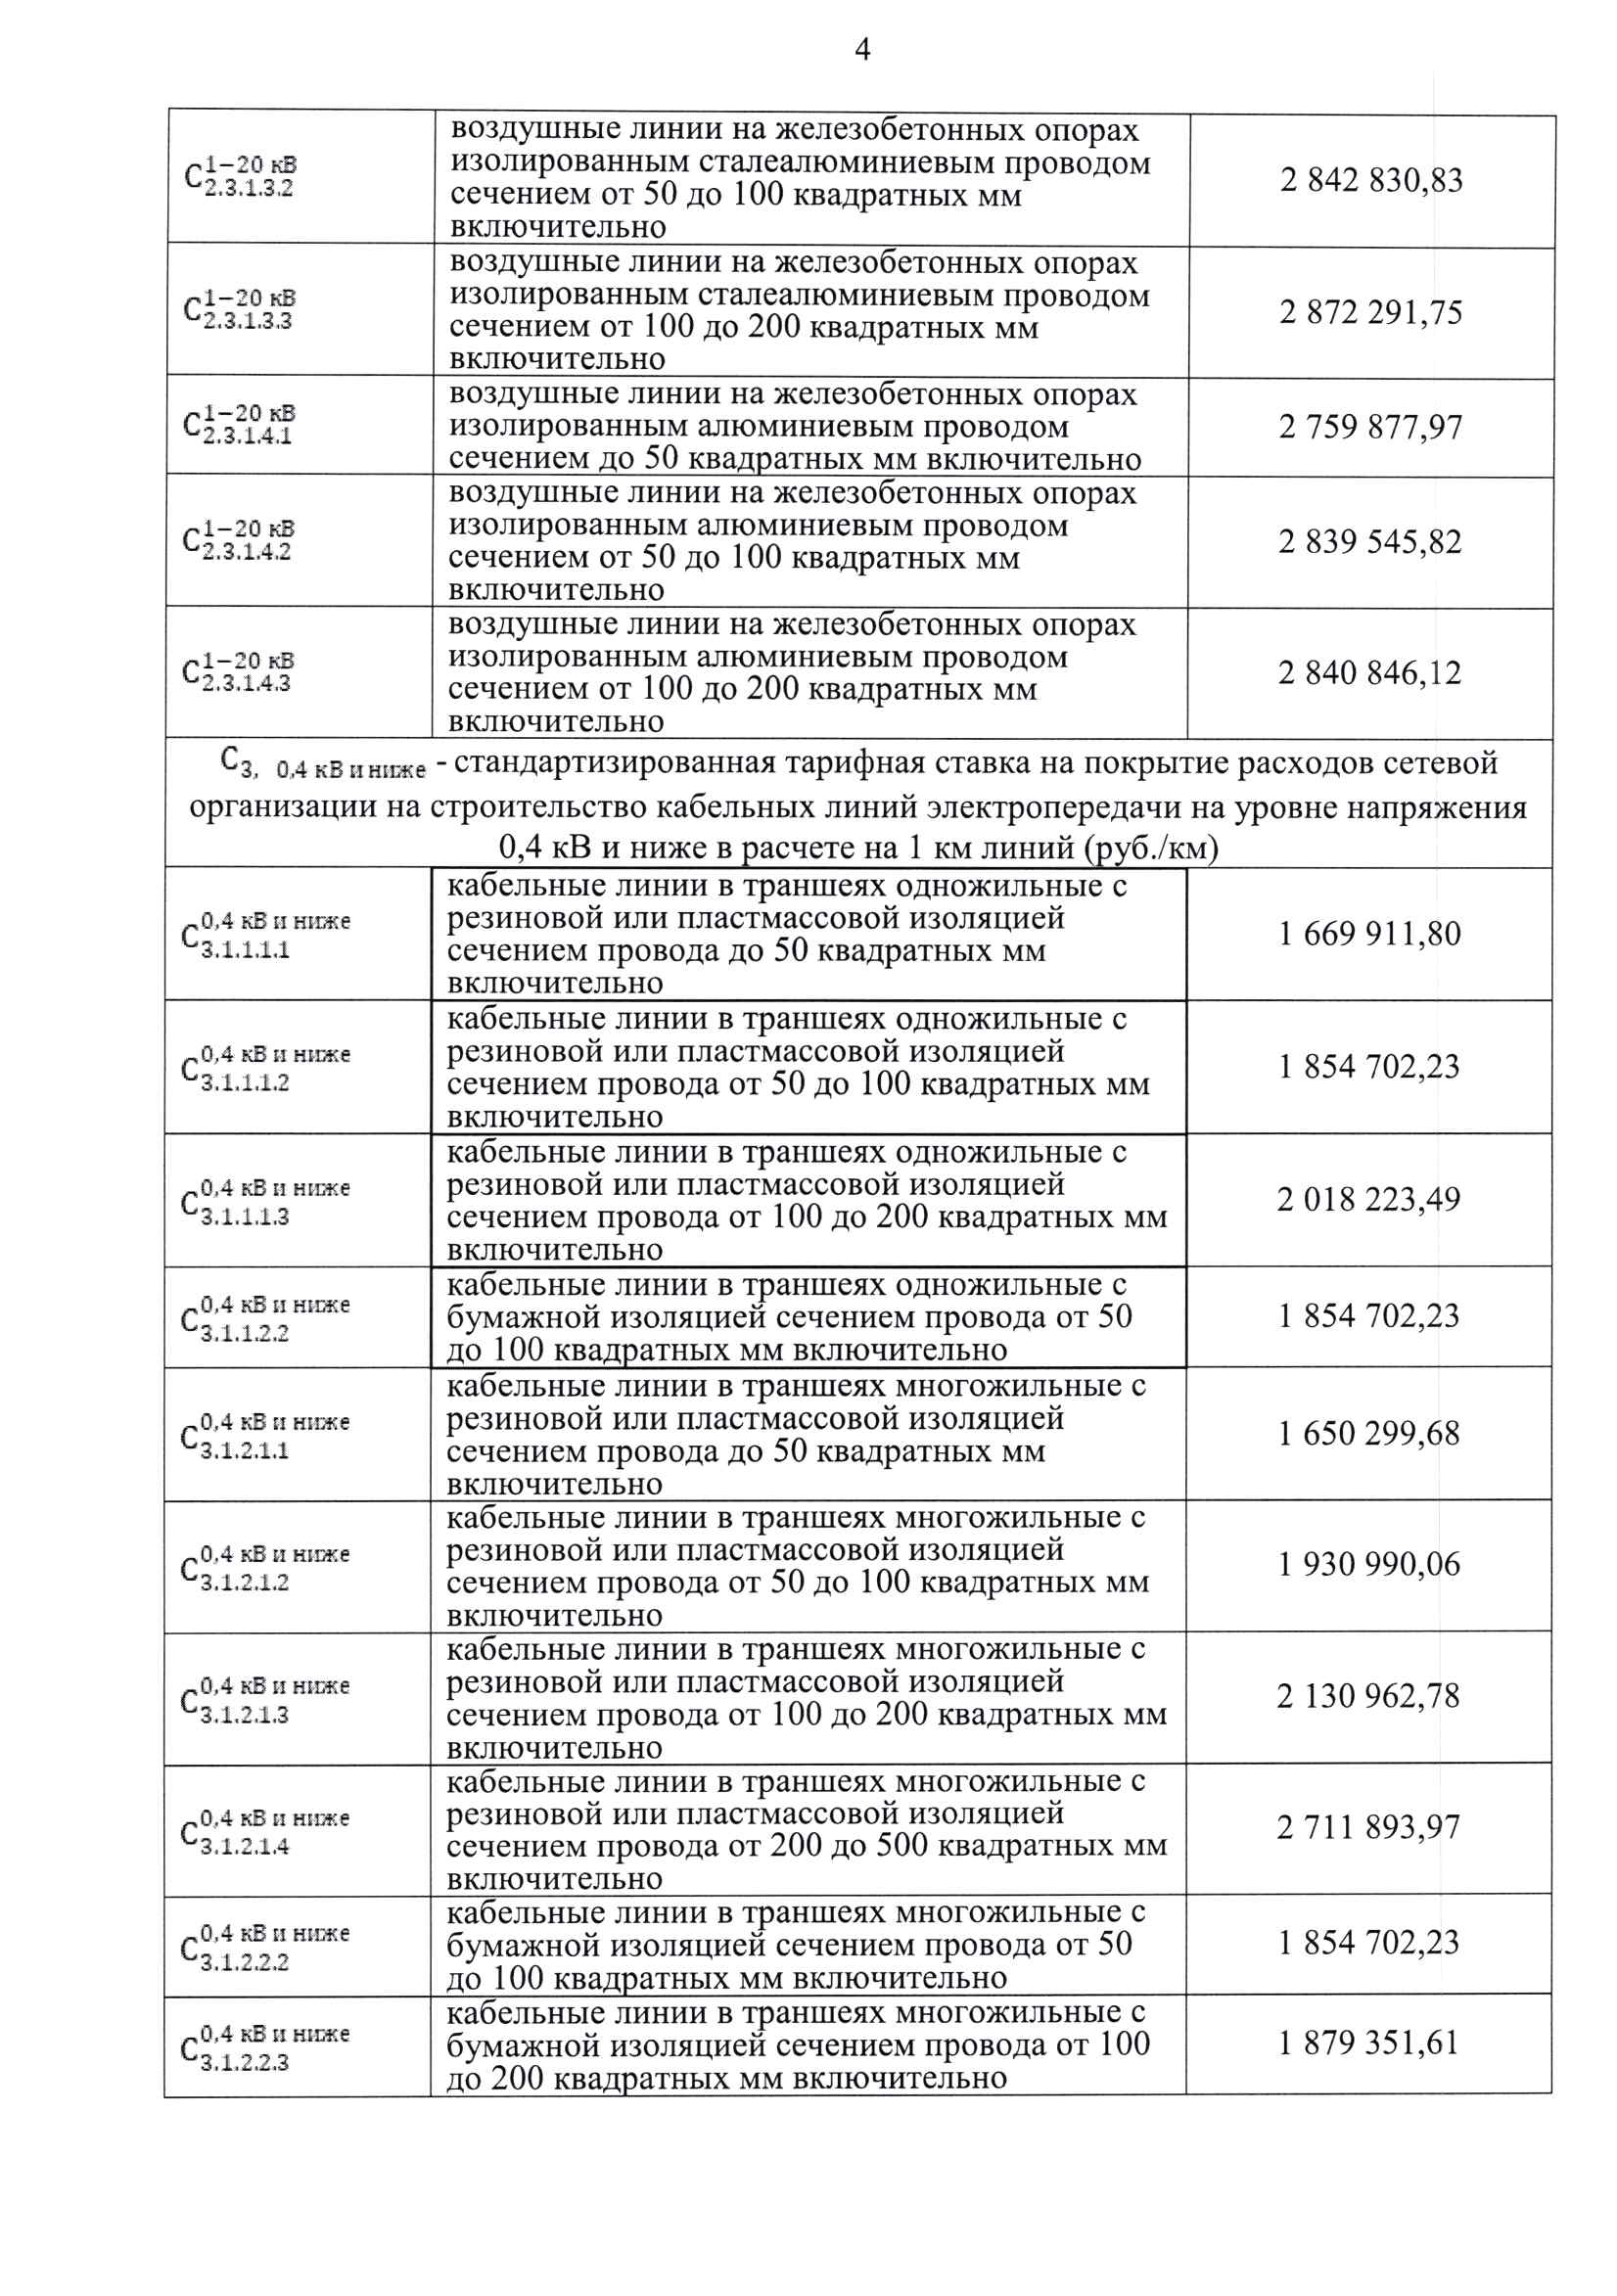 4
C 1−20 кВ 2.3.1.3.2
воздушные линии на железобетонных опорах
изолированным сталеалюминиевым проводом
сечением от 50 до 100 квадратных мм
включительно
2 842 830,83
C 1−20 кВ 2.3.1.3.3
воздушные линии на железобетонных опорах
изолированным сталеалюминиевым проводом
сечением от 100 до 200 квадратных мм
включительно
2 872 291,75
C 1−20 кВ 2.3.1.4.1
воздушные линии на железобетонных опорах
изолированным алюминиевым проводом
сечением до 50 квадратных мм включительно
2 759 877,97
C 1−20 кВ 2.3.1.4.2
воздушные линии на железобетонных опорах
изолированным алюминиевым проводом
сечением от 50 до 100 квадратных мм
включительно
2 839 545,82
C 1−20 кВ 2.3.1.4.3
воздушные линии на железобетонных опорах
изолированным алюминиевым проводом
сечением от 100 до 200 квадратных мм
включительно
2 840 846,12
C 3, 0,4 кВ и ниже - стандартизированная тарифная ставка на покрытие расходов сетевой
организации на строительство кабельных линий электропередачи на уровне напряжения
0,4 кВ и ниже в расчете на 1 км линий (руб./км)
C 0,4 кВ и ниже 3.1.1.1.1
кабельные линии в траншеях одножильные с
резиновой или пластмассовой изоляцией
сечением провода до 50 квадратных мм
включительно
1 669 911,80
C 0,4 кВ и ниже 3.1.1.1.2
кабельные линии в траншеях одножильные с
резиновой или пластмассовой изоляцией
сечением провода от 50 до 100 квадратных мм
включительно
1 854 702,23
C 0,4 кВ и ниже 3.1.1.1.3
кабельные линии в траншеях одножильные с
резиновой или пластмассовой изоляцией
сечением провода от 100 до 200 квадратных мм
включительно
2 018 223,49
C 0,4 кВ и ниже 3.1.1.2.2
кабельные линии в траншеях одножильные с
бумажной изоляцией сечением провода от 50
до 100 квадратных мм включительно
1 854 702,23
C 0,4 кВ и ниже 3.1.2.1.1
кабельные линии в траншеях многожильные с
резиновой или пластмассовой изоляцией
сечением провода до 50 квадратных мм
включительно
1 650 299,68
C 0,4 кВ и ниже 3.1.2.1.2
кабельные линии в траншеях многожильные с
резиновой или пластмассовой изоляцией
сечением провода от 50 до 100 квадратных мм
включительно
1 930 990,06
C 0,4 кВ и ниже 3.1.2.1.3
кабельные линии в траншеях многожильные с
резиновой или пластмассовой изоляцией
сечением провода от 100 до 200 квадратных мм
включительно
2 130 962,78
C 0,4 кВ и ниже 3.1.2.1.4
кабельные линии в траншеях многожильные с
резиновой или пластмассовой изоляцией
сечением провода от 200 до 500 квадратных мм
включительно
2 711 893,97
C 0,4 кВ и ниже 3.1.2.2.2
кабельные линии в траншеях многожильные с
бумажной изоляцией сечением провода от 50
до 100 квадратных мм включительно
1 854 702,23
C 0,4 кВ и ниже 3.1.2.2.3
кабельные линии в траншеях многожильные с
бумажной изоляцией сечением провода от 100
до 200 квадратных мм включительно
1 879 351,61